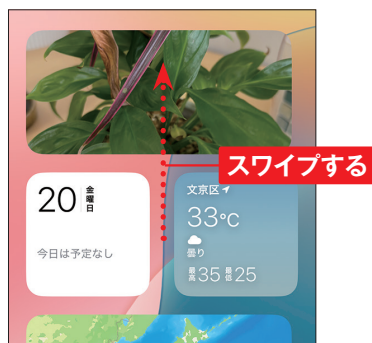 スワイプする
20 金曜日
今日は予定なし
文京区
33℃
曇り
最高35 最低25